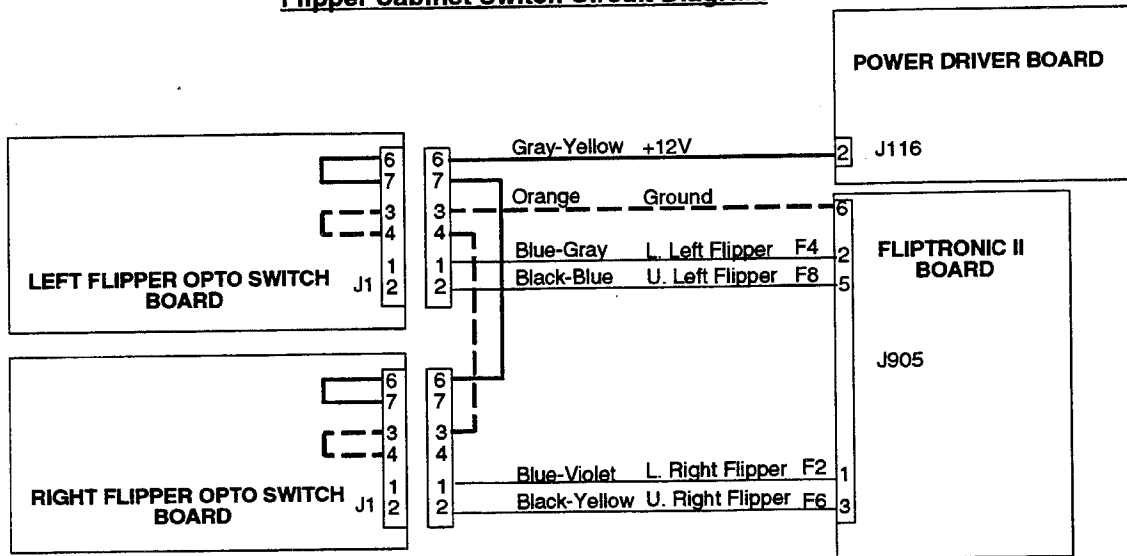 Flipper Cabinet Switch Circuit Diagram
POWER DRIVER BOARD
2 J116
Gray-Yellow +12V
Orange Ground
Blue-Gray L. Left Flipper F4
Black-Blue U. Left Flipper F8
6
2
5
FLIPTRONIC II
BOARD
J905
1
3
6
7
3
4
1
2
LEFT FLIPPER OPTO SWITCH
BOARD
J1
6
7
3
4
1
2
6
7
3
4
1
2
RIGHT FLIPPER OPTO SWITCH
BOARD
J1
6
7
3
4
1
2
Blue-Violet L. Right Flipper F2
Black-Yellow U. Right Flipper F6